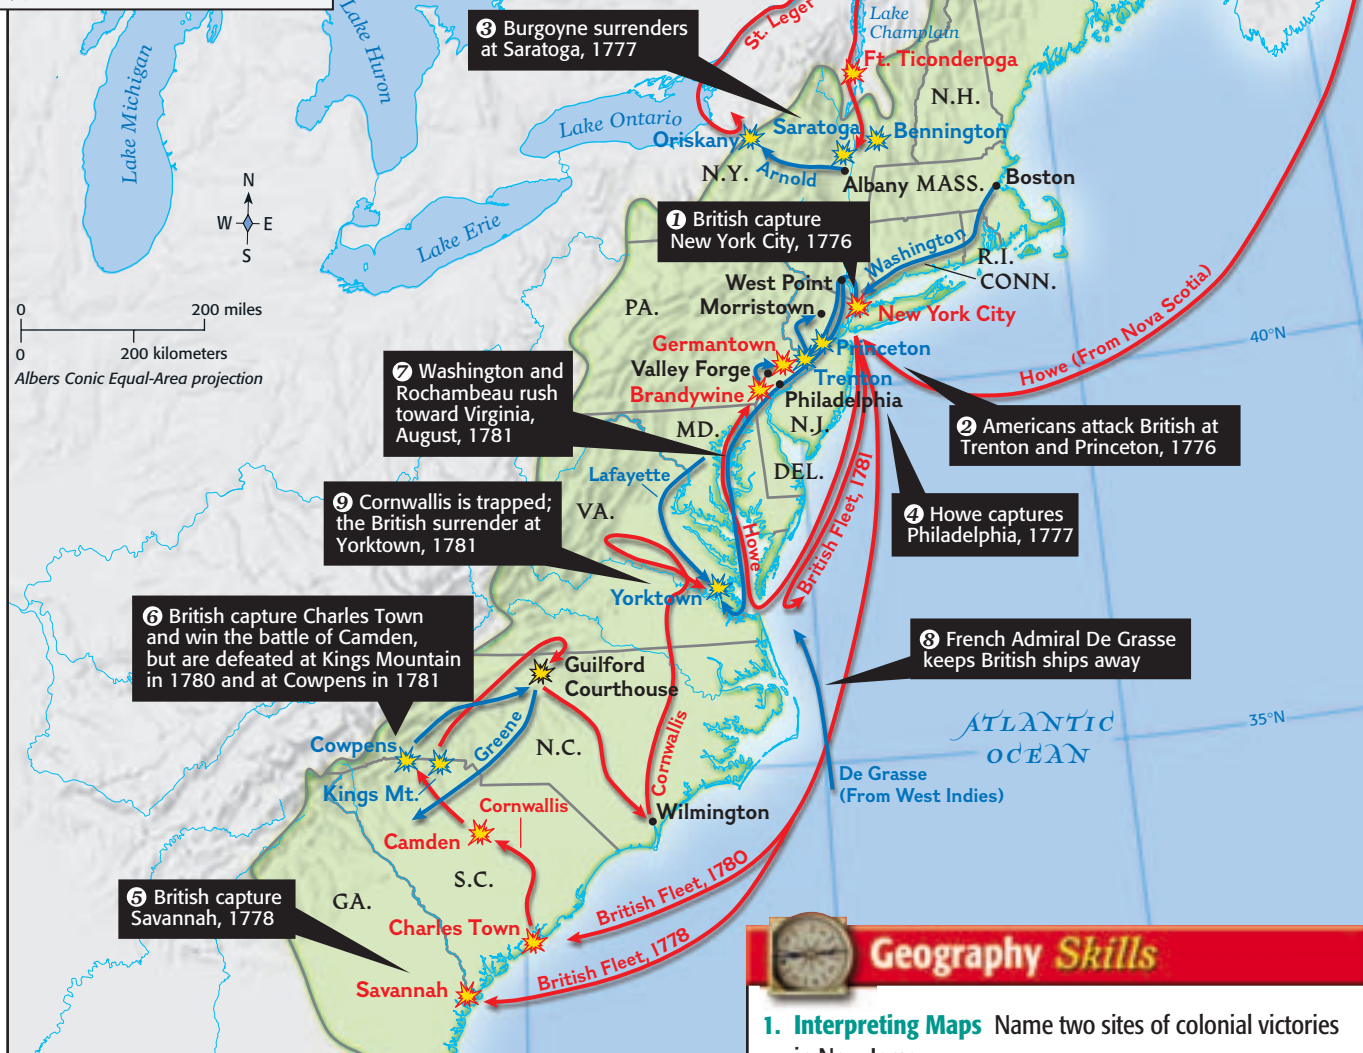 ❸ Burgoyne surrenders
at Saratoga, 1777
St. Leger
Lake
Champlain
Ft. Ticonderoga
Lake Michigan
Lake Huron
Lake Ontario
Lake Erie
N.H.
Oriskany
Saratoga
Bennington
N.Y.
Arnold
Albany
MASS.
Boston
N
W E
S
❶ British capture
New York City, 1776
Washington
R.I.
CONN.
West Point
Morristown
New York City
PA.
0 200 miles
0 200 kilometers
Albers Conic Equal-Area projection
Germantown
Princeton
Valley Forge
Trenton
Brandywine
Philadelphia
Howe (From Nova Scotia)
40°N
❼ Washington and
Rochambeau rush
toward Virginia,
August, 1781
MD.
N.J.
DEL.
❷ Americans attack British at
Trenton and Princeton, 1776
Lafayette
❾ Cornwallis is trapped;
the British surrender at
Yorktown, 1781
VA.
Howe
British Fleet, 1781
❹ Howe captures
Philadelphia, 1777
Yorktown
❻ British capture Charles Town
and win the battle of Camden,
but are defeated at Kings Mountain
in 1780 and at Cowpens in 1781
❽ French Admiral De Grasse
keeps British ships away
Guilford
Courthouse
Greene
N.C.
Cornwallis
ATLANTIC
OCEAN
35°N
Cowpens
Kings Mt.
De Grasse
(From West Indies)
Cornwallis
Wilmington
Camden
S.C.
GA.
❺ British capture
Savannah, 1778
Charles Town
British Fleet, 1780
British Fleet, 1778
Savannah
Geography Skills
1. Interpreting Maps Name two sites of colonial victories